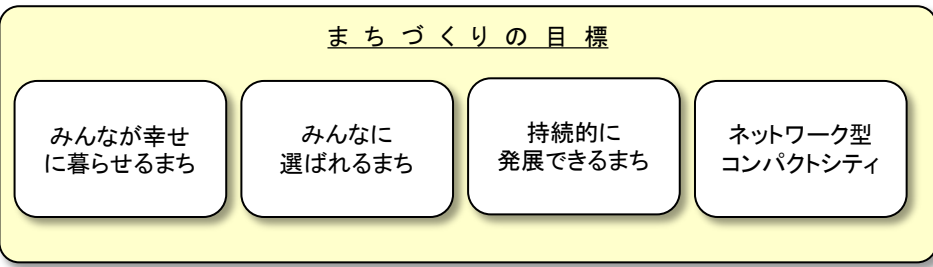 まちづくりの目標
みんなが幸せ
に暮らせるまち
みんなに
選ばれるまち
持続的に
発展できるまち
ネットワーク型
コンパクトシティ